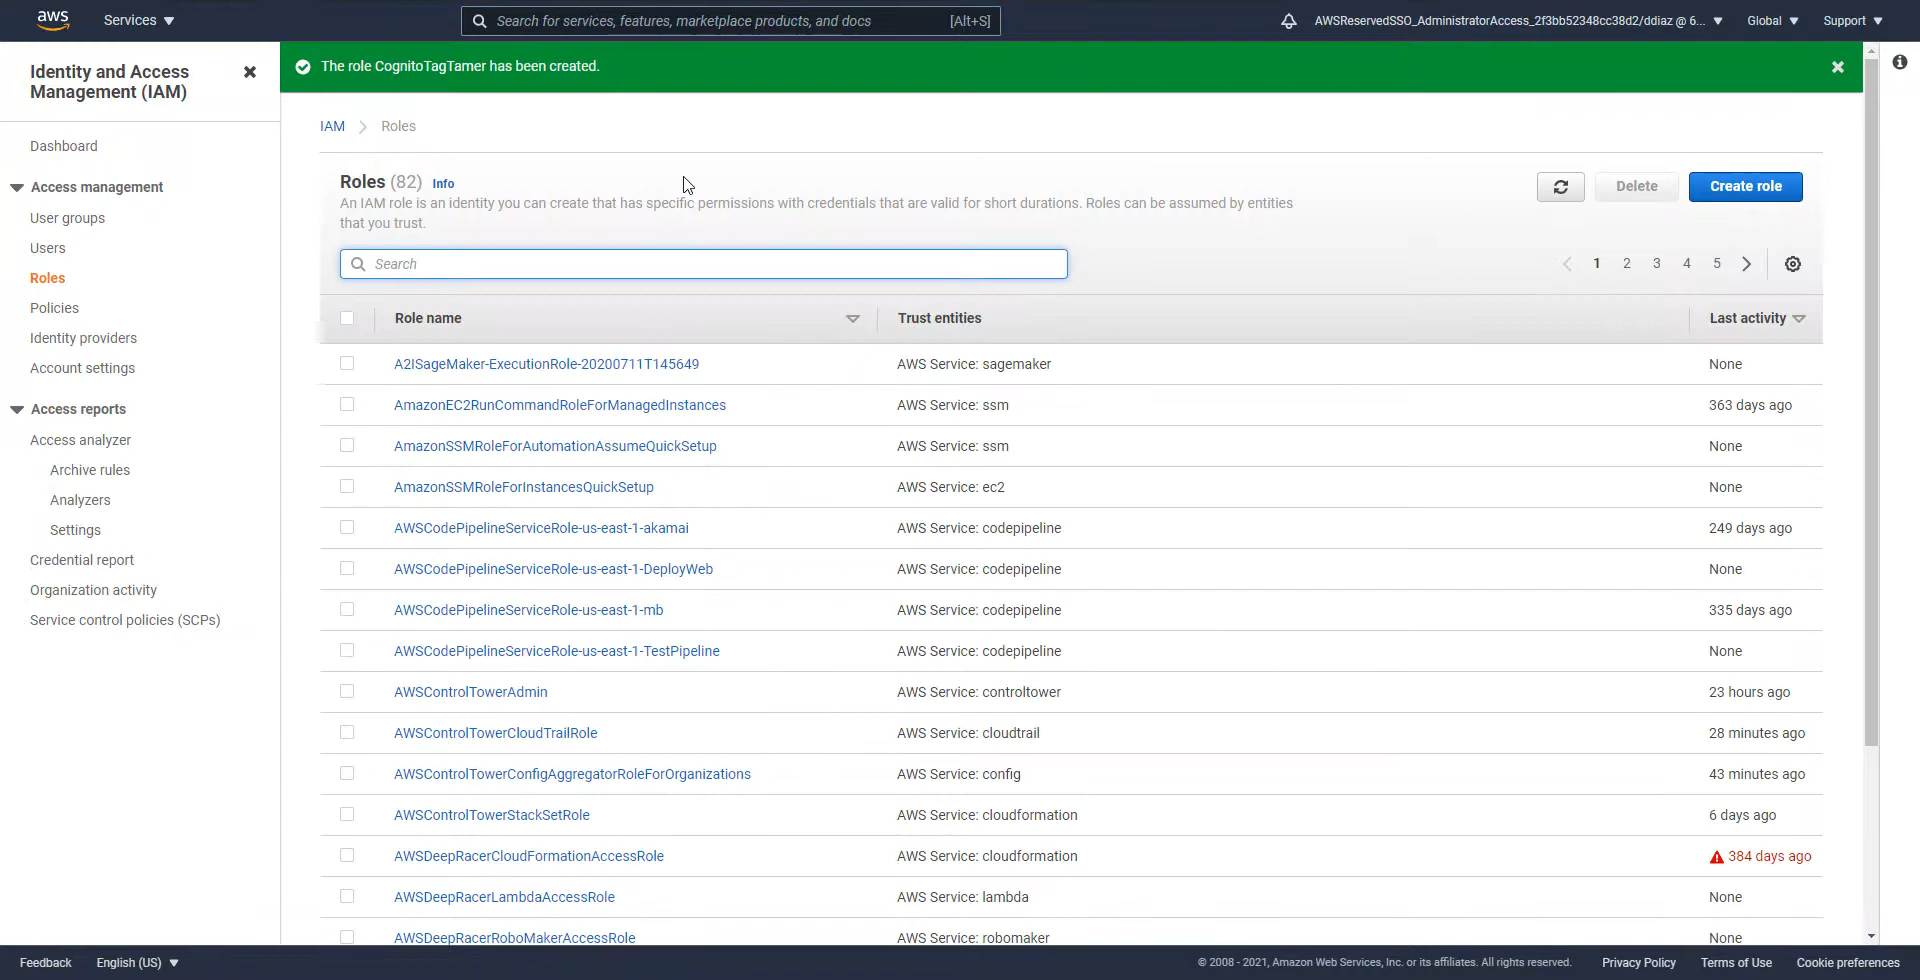 aws
Services
Search for services, features, marketplace products, and docs [Alt+S]
AWSReservedSSO_AdministratorAccess_2f3bb52348cc38d2/ddiaz @ 6...
Global
Support
Identity and Access
Management (IAM)
Dashboard
Access management
User groups
Users
Roles
Policies
Identity providers
Account settings
Access reports
Access analyzer
Archive rules
Analyzers
Settings
Credential report
Organization activity
Service control policies (SCPs)
The role CognitoTagTamer has been created.
IAM Roles
Roles (82) Info
An IAM role is an identity you can create that has specific permissions with credentials that are valid for short durations. Roles can be assumed by entities
that you trust.
Delete
Create role
Search
1 2 3 4 5
Role name Trust entities Last activity
A2ISageMaker-ExecutionRole-20200711T145649 AWS Service: sagemaker None
AmazonEC2RunCommandRoleForManagedInstances AWS Service: ssm 363 days ago
AmazonSSMRoleForAutomationAssumeQuickSetup AWS Service: ssm None
AmazonSSMRoleForInstancesQuickSetup AWS Service: ec2 None
AWSCodePipelineServiceRole-us-east-1-akamai AWS Service: codepipeline 249 days ago
AWSCodePipelineServiceRole-us-east-1-DeployWeb AWS Service: codepipeline None
AWSCodePipelineServiceRole-us-east-1-mb AWS Service: codepipeline 335 days ago
AWSCodePipelineServiceRole-us-east-1-TestPipeline AWS Service: codepipeline None
AWSControlTowerAdmin AWS Service: controltower 23 hours ago
AWSControlTowerCloudTrailRole AWS Service: cloudtrail 28 minutes ago
AWSControlTowerConfigAggregatorRoleForOrganizations AWS Service: config 43 minutes ago
AWSControlTowerStackSetRole AWS Service: cloudformation 6 days ago
AWSDeepRacerCloudFormationAccessRole AWS Service: cloudformation 384 days ago
AWSDeepRacerLambdaAccessRole AWS Service: lambda None
AWSDeepRacerRoboMakerAccessRole AWS Service: robomaker None
Feedback
English (US)
© 2008 - 2021, Amazon Web Services, Inc. or its affiliates. All rights reserved.
Privacy Policy
Terms of Use
Cookie preferences